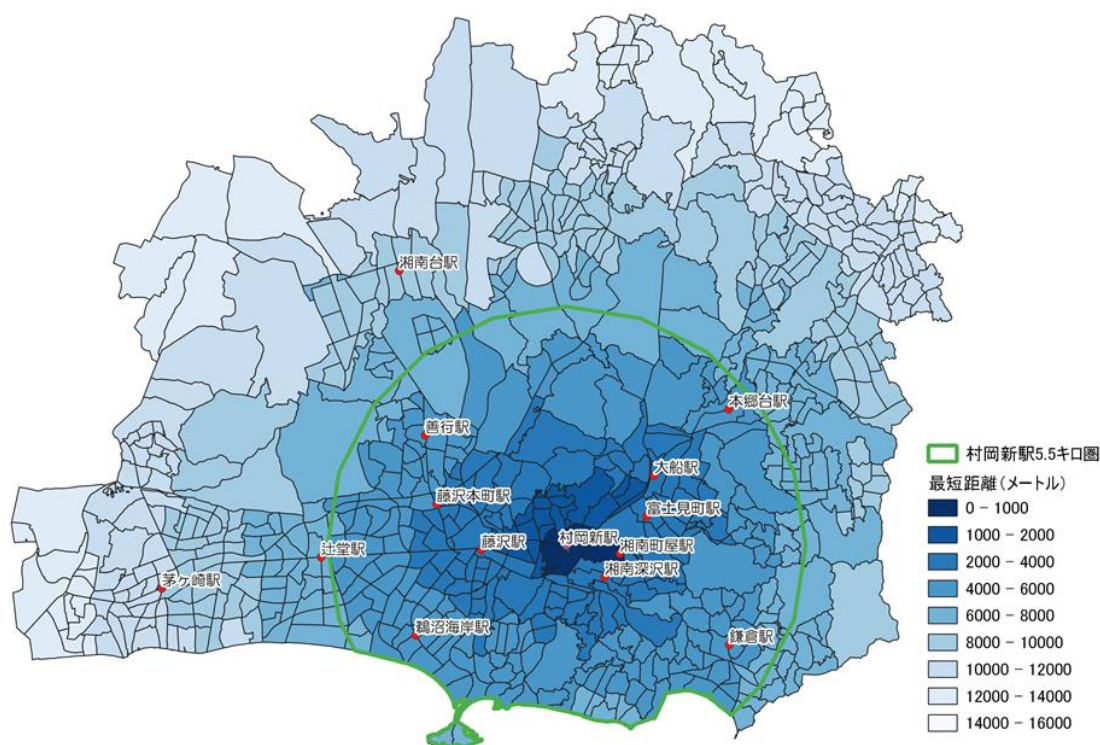 湘南台駅
本郷台駅
善行駅
大船駅
藤沢本町駅
富士見町駅
藤沢駅
村岡新駅
湘南町屋駅
辻堂駅
湘南深沢駅
茅ヶ崎駅
鵠沼海岸駅
鎌倉駅
村岡新駅5.5キロ圏
最短距離(メートル)
0 - 1000
1000 - 2000
2000 - 4000
4000 - 6000
6000 - 8000
8000 - 10000
10000 - 12000
12000 - 14000
14000 - 16000